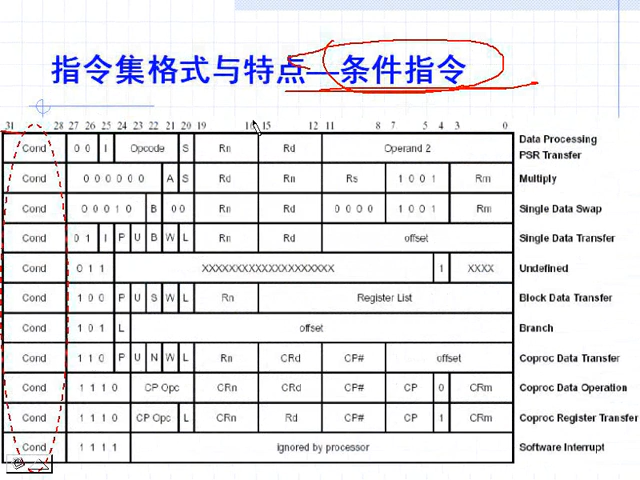 指令集格式与特点—条件指令
31 28 27 26 25 24 23 22 21 20 19 16 15 12 11 8 7 5 4 3 0
Cond 0 0 I Opcode S Rn Rd Operand 2 Data Processing PSR Transfer
Cond 0 0 0 0 0 0 A S Rd Rn Rs 1 0 0 1 Rm Multiply
Cond 0 0 0 1 0 B 0 0 Rn Rd 0 0 0 0 1 0 0 1 Rm Single Data Swap
Cond 0 1 I P U B W L Rn Rd offset Single Data Transfer
Cond 0 1 1 XXXXXXXXXXXXXXXXXXXX 1 XXXX Undefined
Cond 1 0 0 P U S W L Rn Register List Block Data Transfer
Cond 1 0 1 L offset Branch
Cond 1 1 0 P U N W L Rn CRd CP# offset Coproc Data Transfer
Cond 1 1 1 0 CP Opc CRn CRd CP# CP 0 CRm Coproc Data Operation
Cond 1 1 1 0 CP Opc L CRn Rd CP# CP 1 CRm Coproc Register Transfer
Cond 1 1 1 1 ignored by processor Software Interrupt